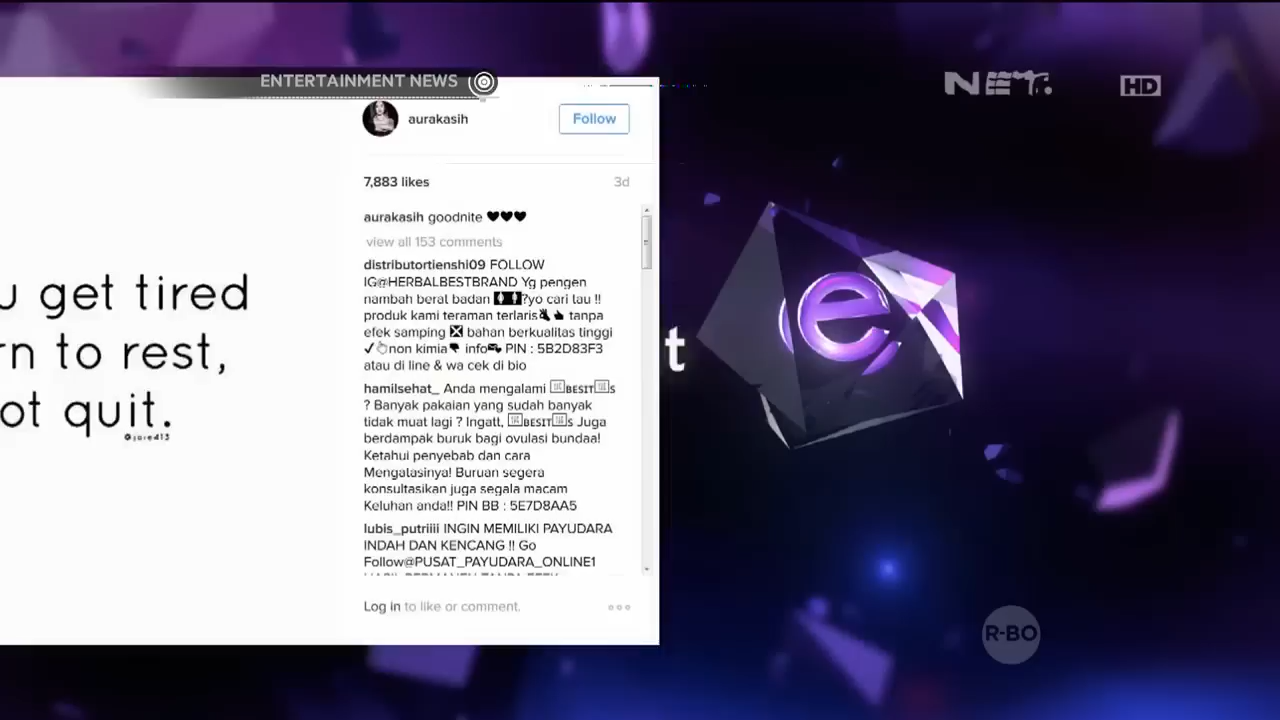 ENTERTAINMENT NEWS
NET.
HD
aurakasih
Follow
7,883 likes
3d
aurakasih goodnite ♥♥♥
view all 153 comments
distributortienshi09 FOLLOW
IG@HERBALBESTBRAND Yg pengen
nambah berat badan ?yo cari tau !!
produk kami teraman terlaris tanpa
efek samping bahan berkualitas tinggi
✓non kimia info PIN : 5B2D83F3
atau di line & wa cek di bio
hamilsehat_ Anda mengalami BESIT S
? Banyak pakaian yang sudah banyak
tidak muat lagi ? Ingatt, BESIT S Juga
berdampak buruk bagi ovulasi bundaa!
Ketahui penyebab dan cara
Mengatasinya! Buruan segera
konsultasikan juga segala macam
Keluhan anda!! PIN BB : 5E7D8AA5
lubis_putriiii INGIN MEMILIKI PAYUDARA
INDAH DAN KENCANG !! Go
Follow@PUSAT_PAYUDARA_ONLINE1
Log in to like or comment.
u get tired
rn to rest,
ot quit.
@jared13
t
e
R-BO